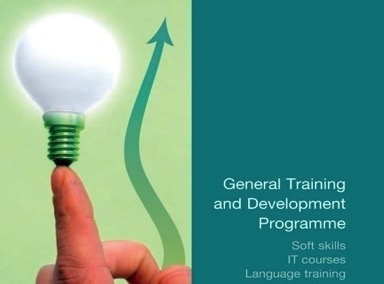 General Training
and Development
Programme
Soft skills
IT courses
Language training